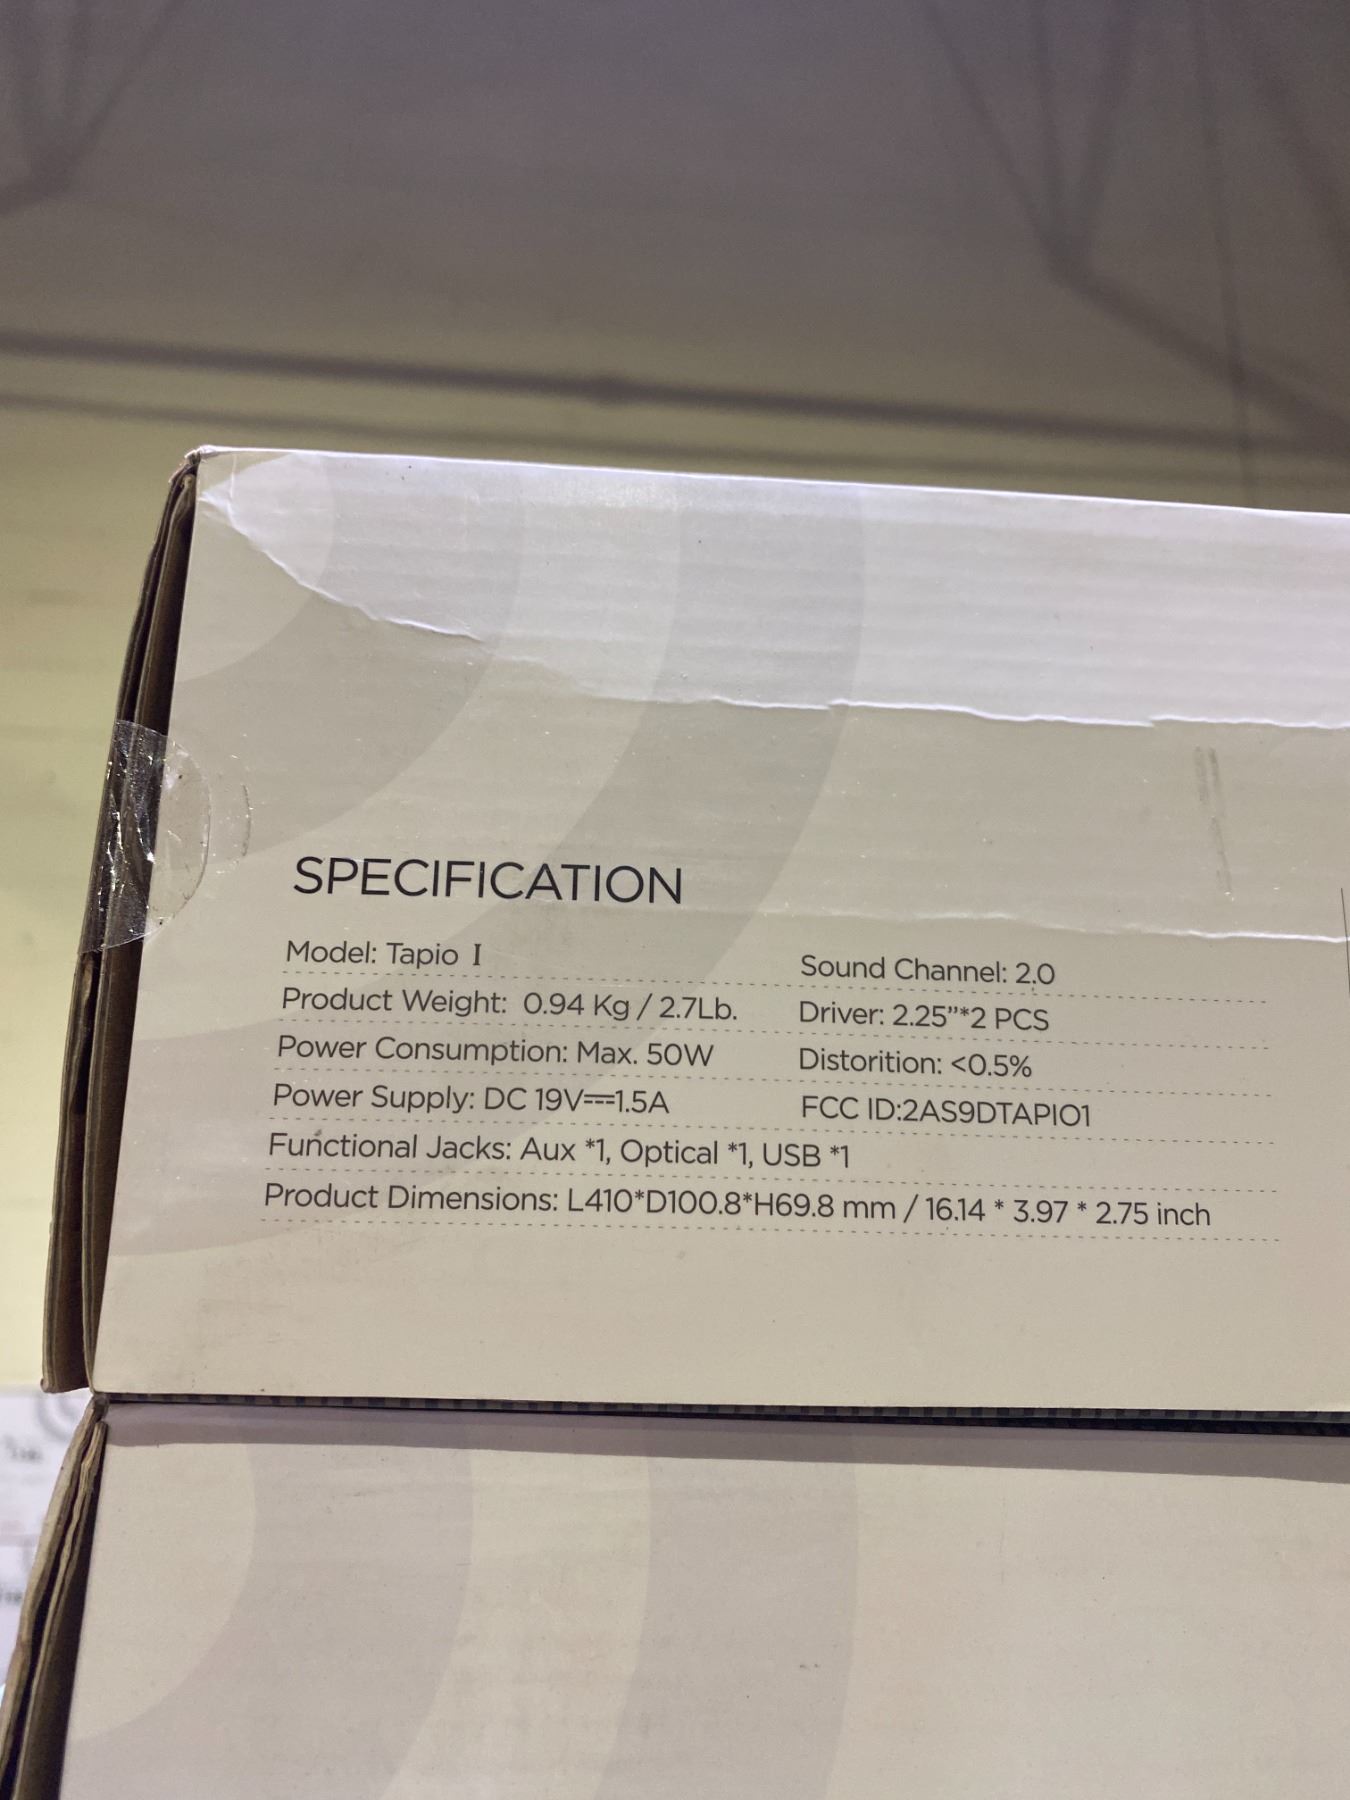 SPECIFICATION
Model: Tapio I
Product Weight: 0.94 Kg / 2.7Lb.
Power Consumption: Max. 50W
Power Supply: DC 19V⎓1.5A
Functional Jacks: Aux *1, Optical *1, USB *1
Product Dimensions: L410*D100.8*H69.8 mm / 16.14 * 3.97 * 2.75 inch
Sound Channel: 2.0
Driver: 2.25”*2 PCS
Distorition: <0.5%
FCC ID:2AS9DTAPIO1